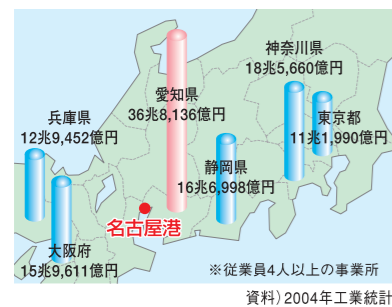 神奈川県
18兆5,660億円
愛知県
36兆8,136億円
兵庫県
12兆9,452億円
東京都
11兆1,990億円
静岡県
16兆6,998億円
名古屋港
大阪府
15兆9,611億円
※従業員4人以上の事業所
資料）2004年工業統計